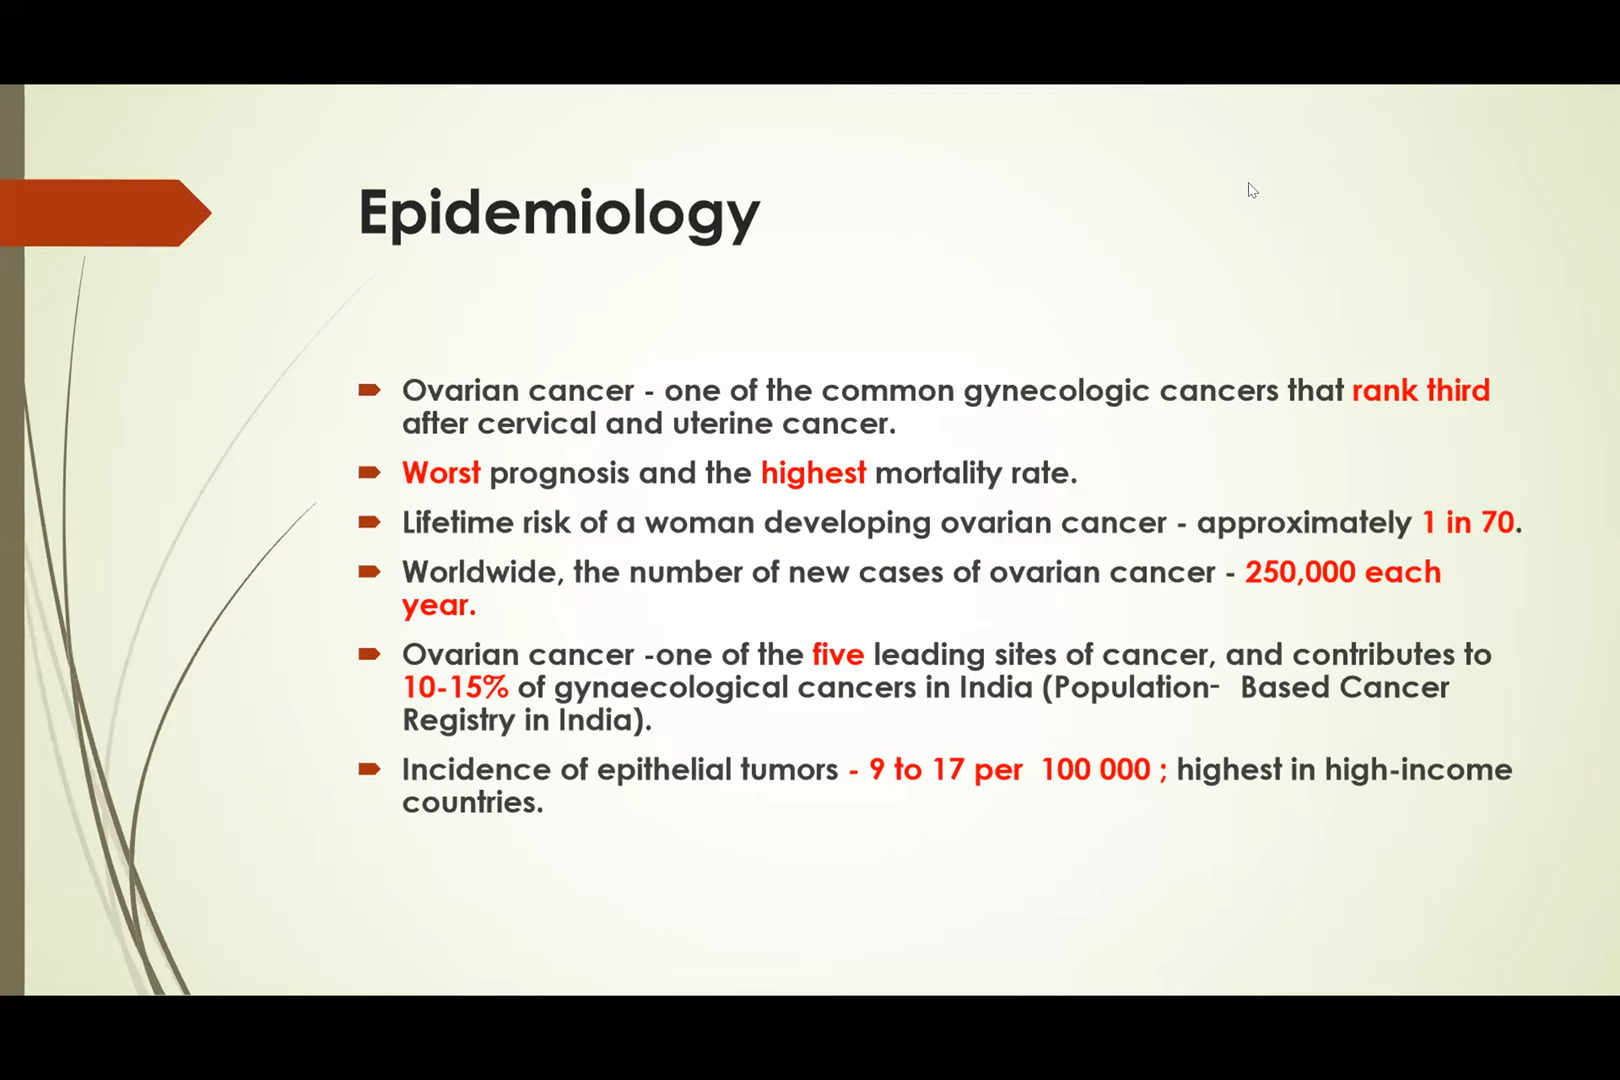 Epidemiology
Ovarian cancer - one of the common gynecologic cancers that rank third
after cervical and uterine cancer.
Worst prognosis and the highest mortality rate.
Lifetime risk of a woman developing ovarian cancer - approximately 1 in 70.
Worldwide, the number of new cases of ovarian cancer - 250,000 each
year.
Ovarian cancer -one of the five leading sites of cancer, and contributes to
10-15% of gynaecological cancers in India (Population- Based Cancer
Registry in India).
Incidence of epithelial tumors - 9 to 17 per 100 000 ; highest in high-income
countries.